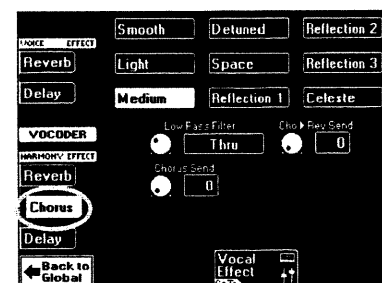 Smooth Detuned Reflection 2
VOICE EFFECT
Reverb Light Space Reflection 3
Delay Medium Reflection 1 Celeste
VOCODER
Low Pass Filter Cho▶Rev Send
Thru 0
HARMONY EFFECT
Reverb
Chorus Send
0
Chorus
Delay
Back to
Global
Vocal
Effect